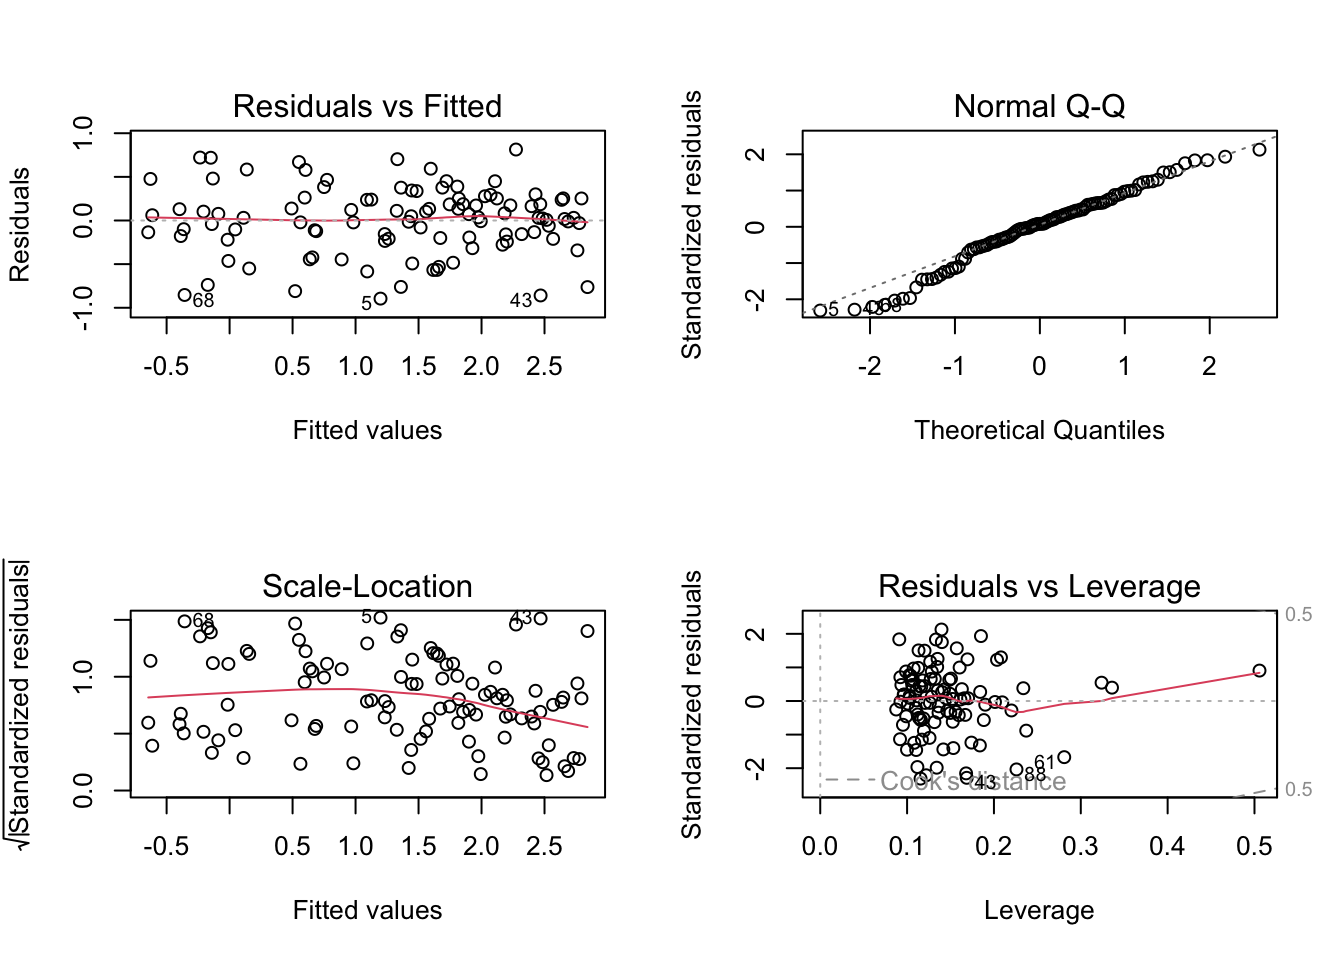 Residuals vs Fitted
Residuals
1.0
0.0
-1.0
68
5
43
-0.5 0.5 1.0 1.5 2.0 2.5
Fitted values
Normal Q-Q
Standardized residuals
2
0
-2
5
-2 -1 0 1 2
Theoretical Quantiles
Scale-Location
√|Standardized residuals|
1.0
0.0
68
5
43
-0.5 0.5 1.0 1.5 2.0 2.5
Fitted values
Residuals vs Leverage
Standardized residuals
2
0
-2
0.5
0.5
61
88
43
Cook's distance
0.0 0.1 0.2 0.3 0.4 0.5
Leverage